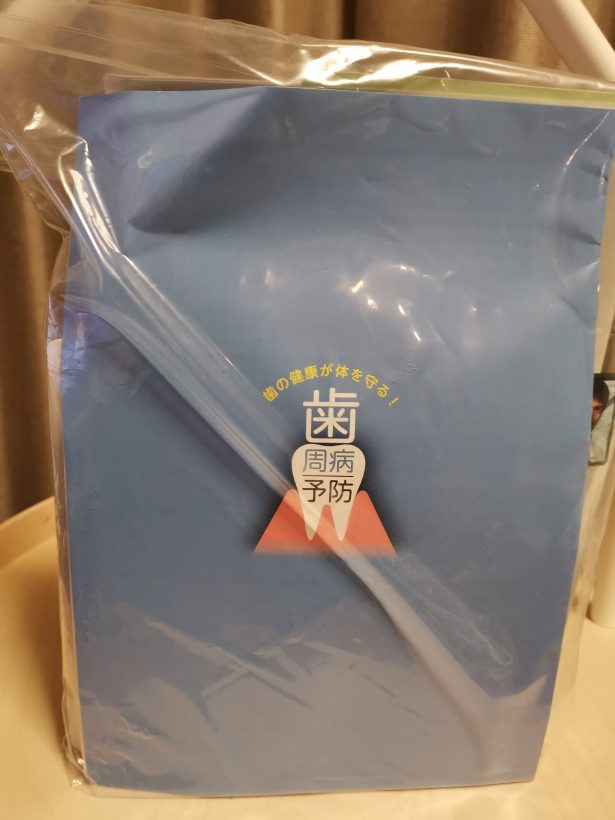 歯の健康が体を守る！
歯
周病
予防